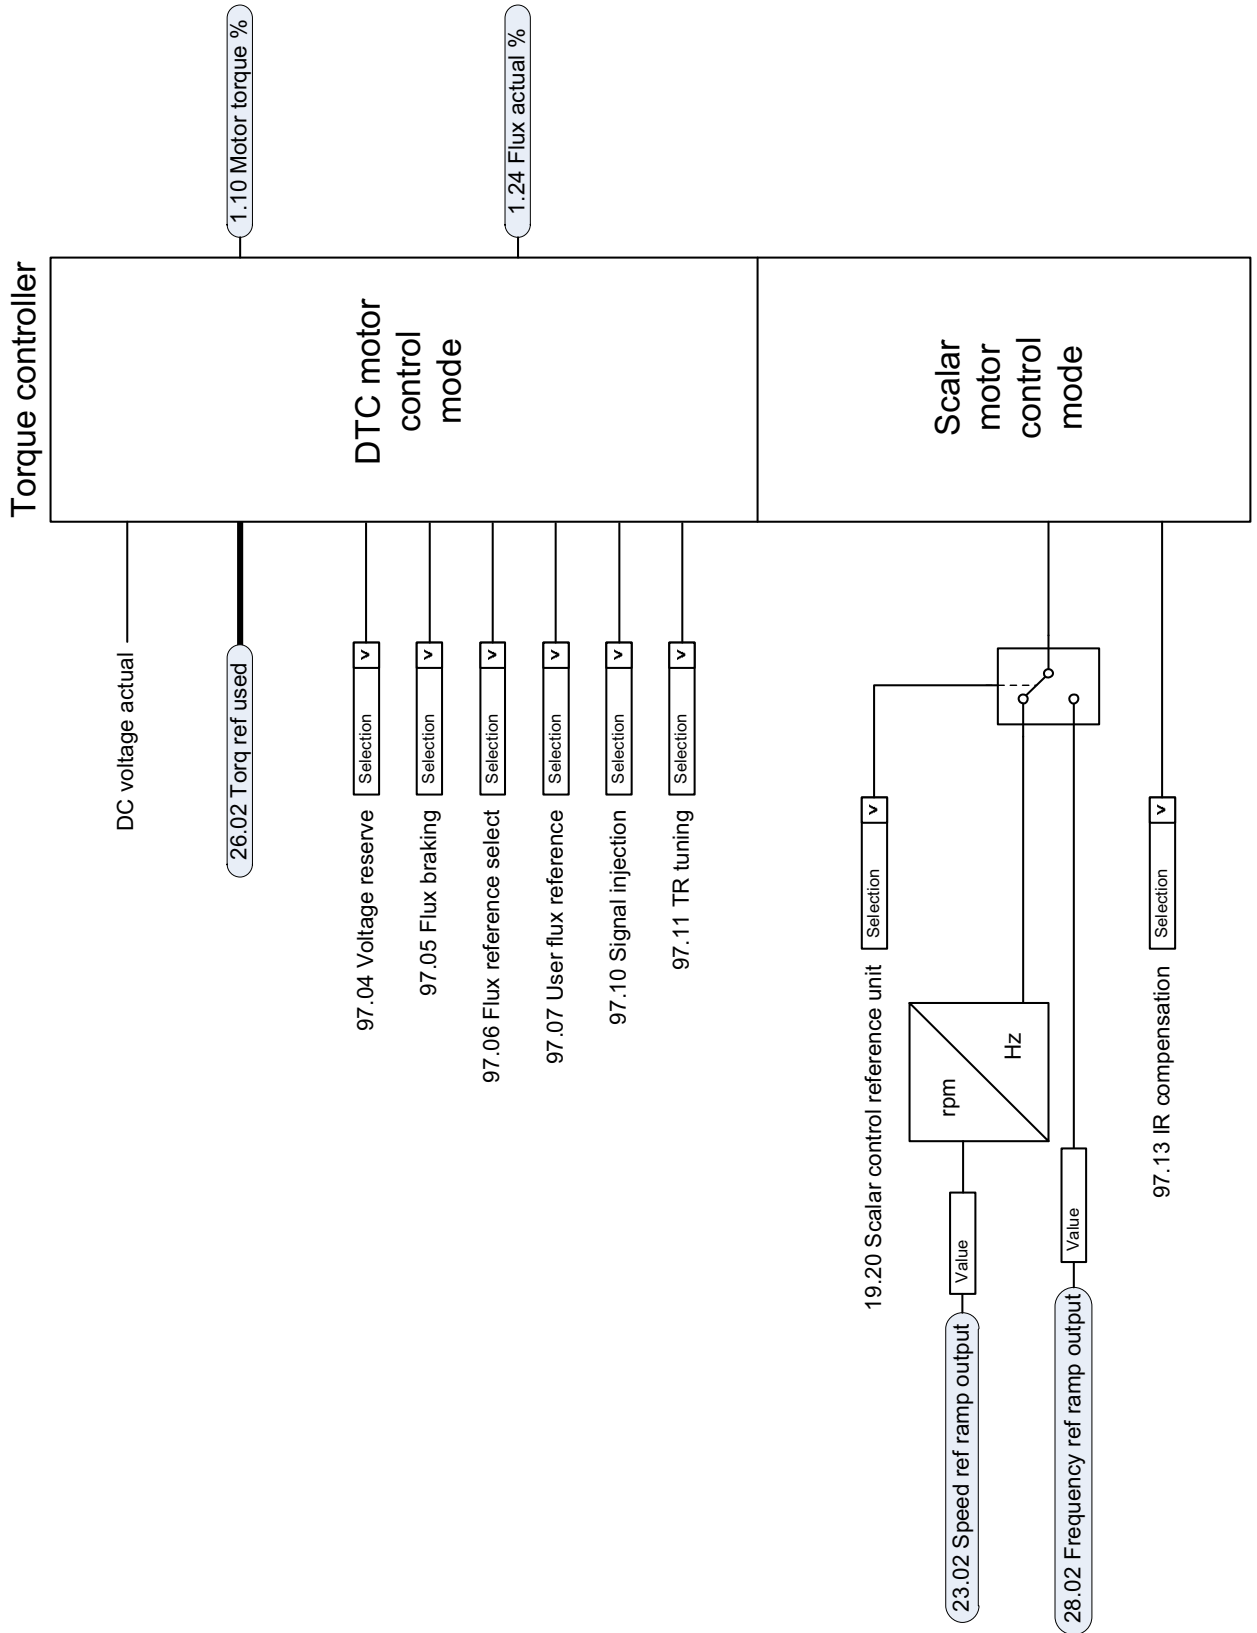 Torque controller
DC voltage actual
26.02 Torq ref used
1.10 Motor torque %
DTC motor
control
mode
97.04 Voltage reserve
Selection
v
97.05 Flux braking
Selection
v
97.06 Flux reference select
Selection
v
1.24 Flux actual %
97.07 User flux reference
Selection
v
97.10 Signal injection
Selection
v
97.11 TR tuning
Selection
v
19.20 Scalar control reference unit
Selection
v
Scalar
motor
control
mode
23.02 Speed ref ramp output
Value
rpm
Hz
28.02 Frequency ref ramp output
Value
97.13 IR compensation
Selection
v